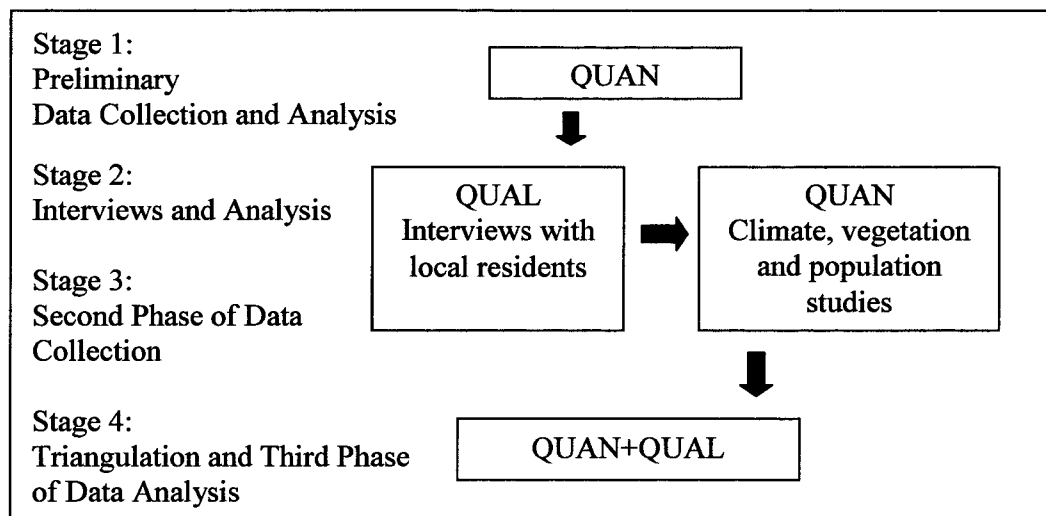 Stage 1:
Preliminary
Data Collection and Analysis
QUAN
Stage 2:
Interviews and Analysis
QUAL
Interviews with
local residents
QUAN
Climate, vegetation
and population
studies
Stage 3:
Second Phase of Data
Collection
Stage 4:
Triangulation and Third Phase
of Data Analysis
QUAN+QUAL